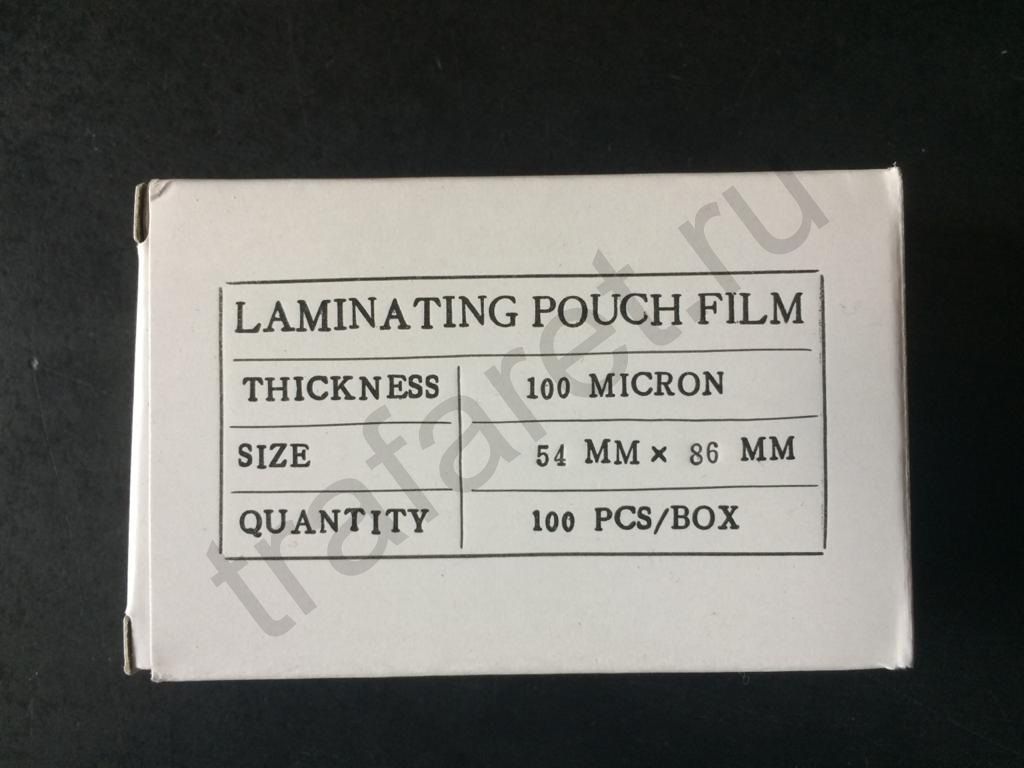 LAMINATING POUCH FILM
THICKNESS 100 MICRON
SIZE 54 MM × 86 MM
QUANTITY 100 PCS/BOX
trafaret.ru